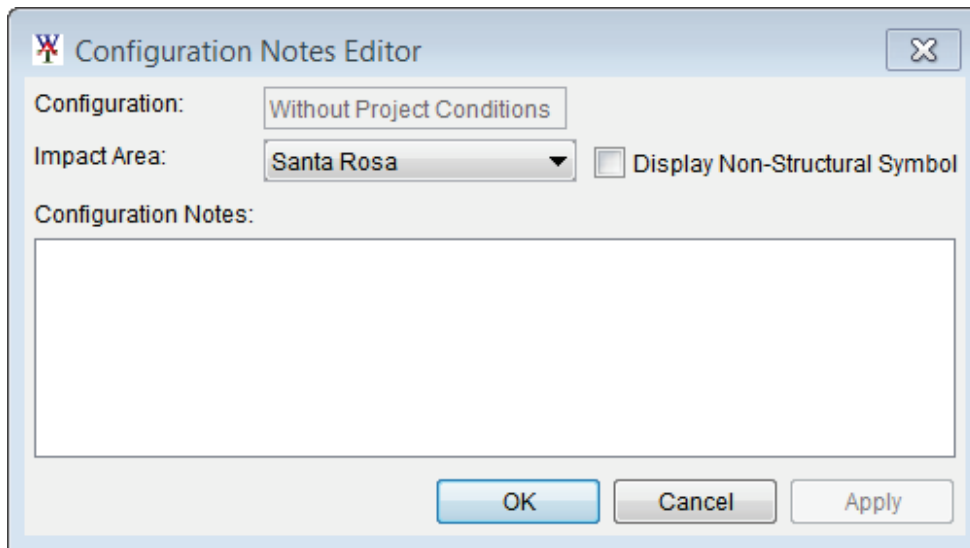 Configuration Notes Editor
Configuration: Without Project Conditions
Impact Area: Santa Rosa Display Non-Structural Symbol
Configuration Notes:
OK Cancel Apply